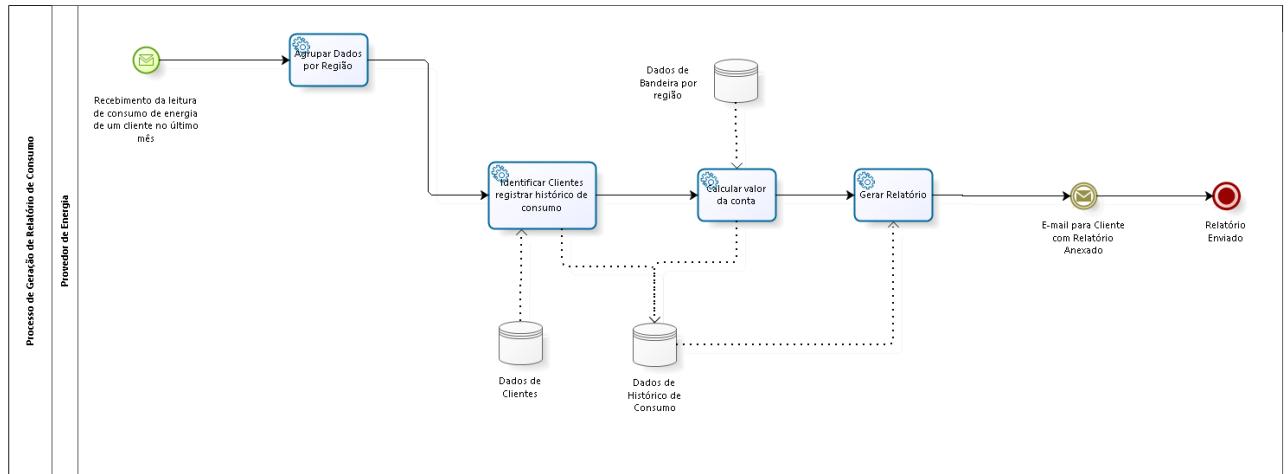 Processo de Geração de Relatório de Consumo
Provedor de Energia
Recebimento da leitura
de consumo de energia
de um cliente no último
mês
Agrupar Dados
por Região
Identificar Clientes
registrar histórico de
consumo
Dados de
Clientes
Dados de
Bandeira por
região
Calcular valor
da conta
Dados de
Histórico de
Consumo
Gerar Relatório
E-mail para Cliente
com Relatório
Anexado
Relatório
Enviado